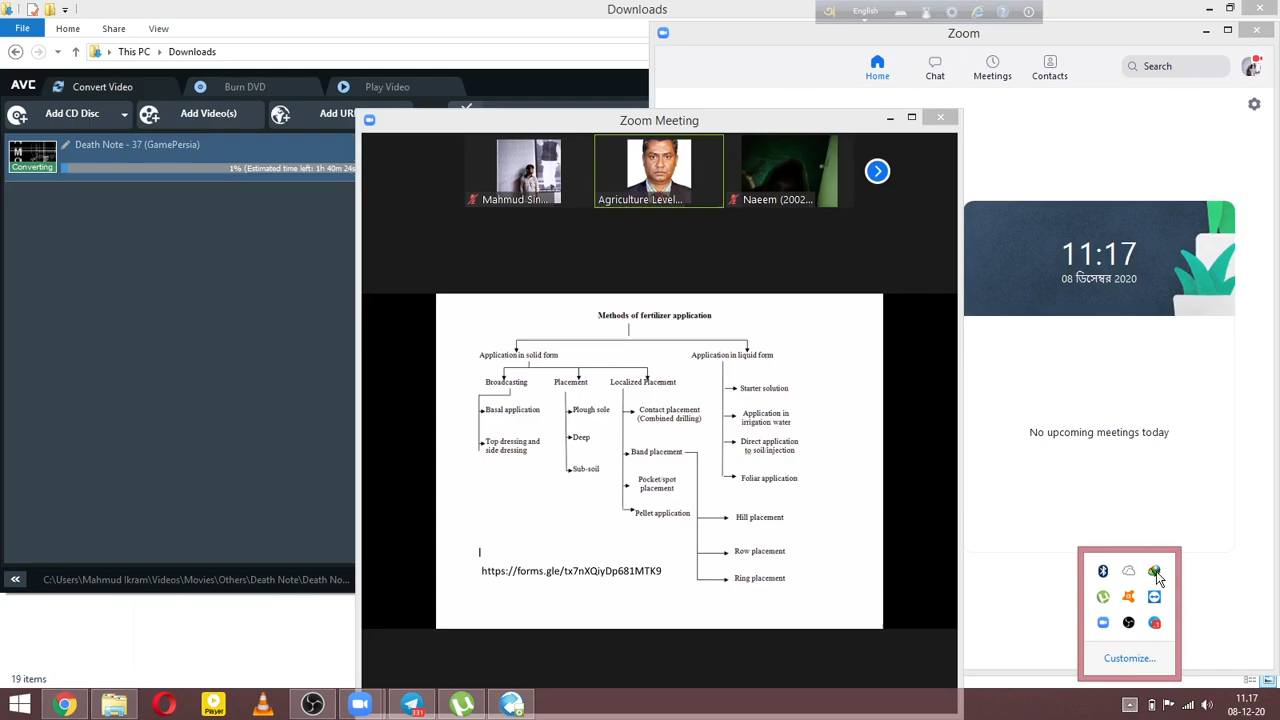 Downloads
English
File
Home
Share
View
This PC
Downloads
AVC
Convert Video
Burn DVD
Play Video
Add CD Disc
Add Video(s)
Add UR
Death Note - 37 (GamePersia)
Converting
1% (Estimated time left: 1h 40m 24s
C:\Users\Mahmud Ikram\Videos\Movies\Others\Death Note\Death No...
19 items
Zoom
Home
Chat
Meetings
Contacts
Search
11:17
08 ডিসেম্বর 2020
No upcoming meetings today
Zoom Meeting
Mahmud Sin...
Agriculture Level...
Naeem (2002...
Methods of fertilizer application
Application in solid form
Application in liquid form
Broadcasting
Placement
Localized Placement
Basal application
Top dressing and
side dressing
Plough sole
Deep
Sub-soil
Contact placement
(Combined drilling)
Band placement
Pocket/spot
placement
Pellet application
Starter solution
Application in
irrigation water
Direct application
to soil/injection
Foliar application
Hill placement
Row placement
Ring placement
https://forms.gle/tx7nXQiyDp681MTK9
Customize...
Player
331
11.17
08-12-20